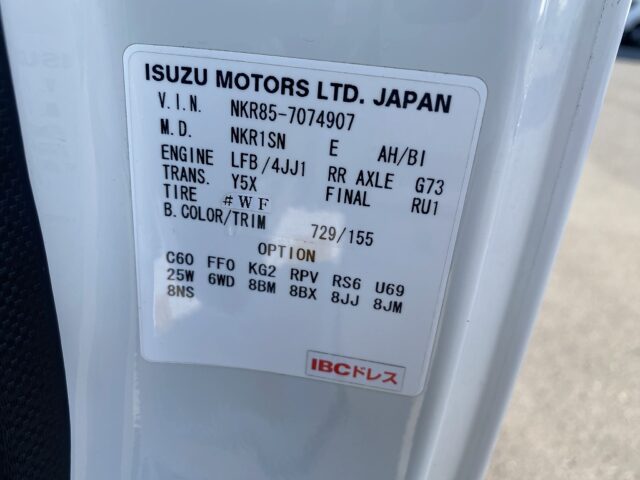 ISUZU MOTORS LTD. JAPAN
V.I.N. NKR85-7074907
M.D. NKR1SN E AH/BI
ENGINE LFB/4JJ1 RR AXLE G73
TRANS. Y5X FINAL RU1
TIRE #WF
B.COLOR/TRIM 729/155
OPTION
C60 FF0 KG2 RPV RS6 U69
25W 6WD 8BM 8BX 8JJ 8JM
8NS
IBCドレス